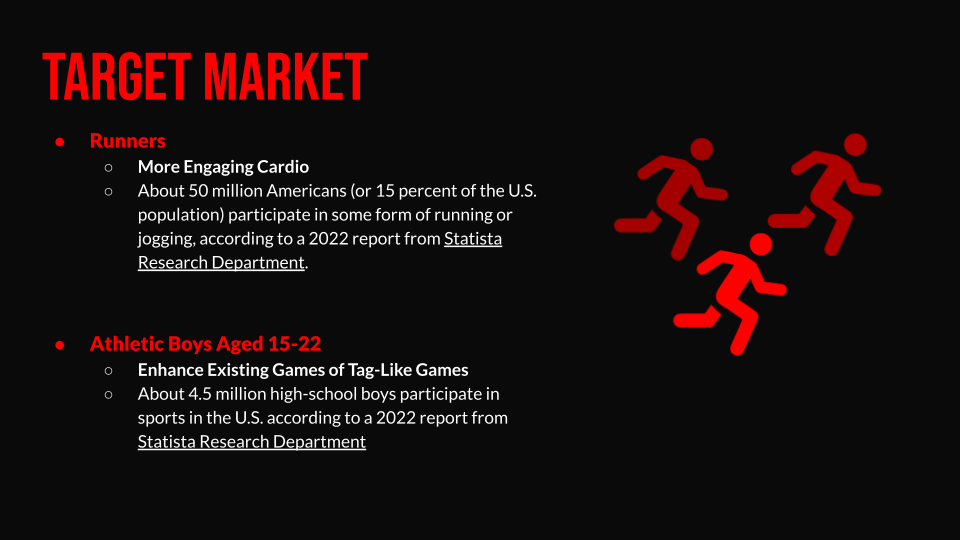 TARGET MARKET
● Runners
○ More Engaging Cardio
○ About 50 million Americans (or 15 percent of the U.S.
population) participate in some form of running or
jogging, according to a 2022 report from Statista
Research Department.
● Athletic Boys Aged 15-22
○ Enhance Existing Games of Tag-Like Games
○ About 4.5 million high-school boys participate in
sports in the U.S. according to a 2022 report from
Statista Research Department